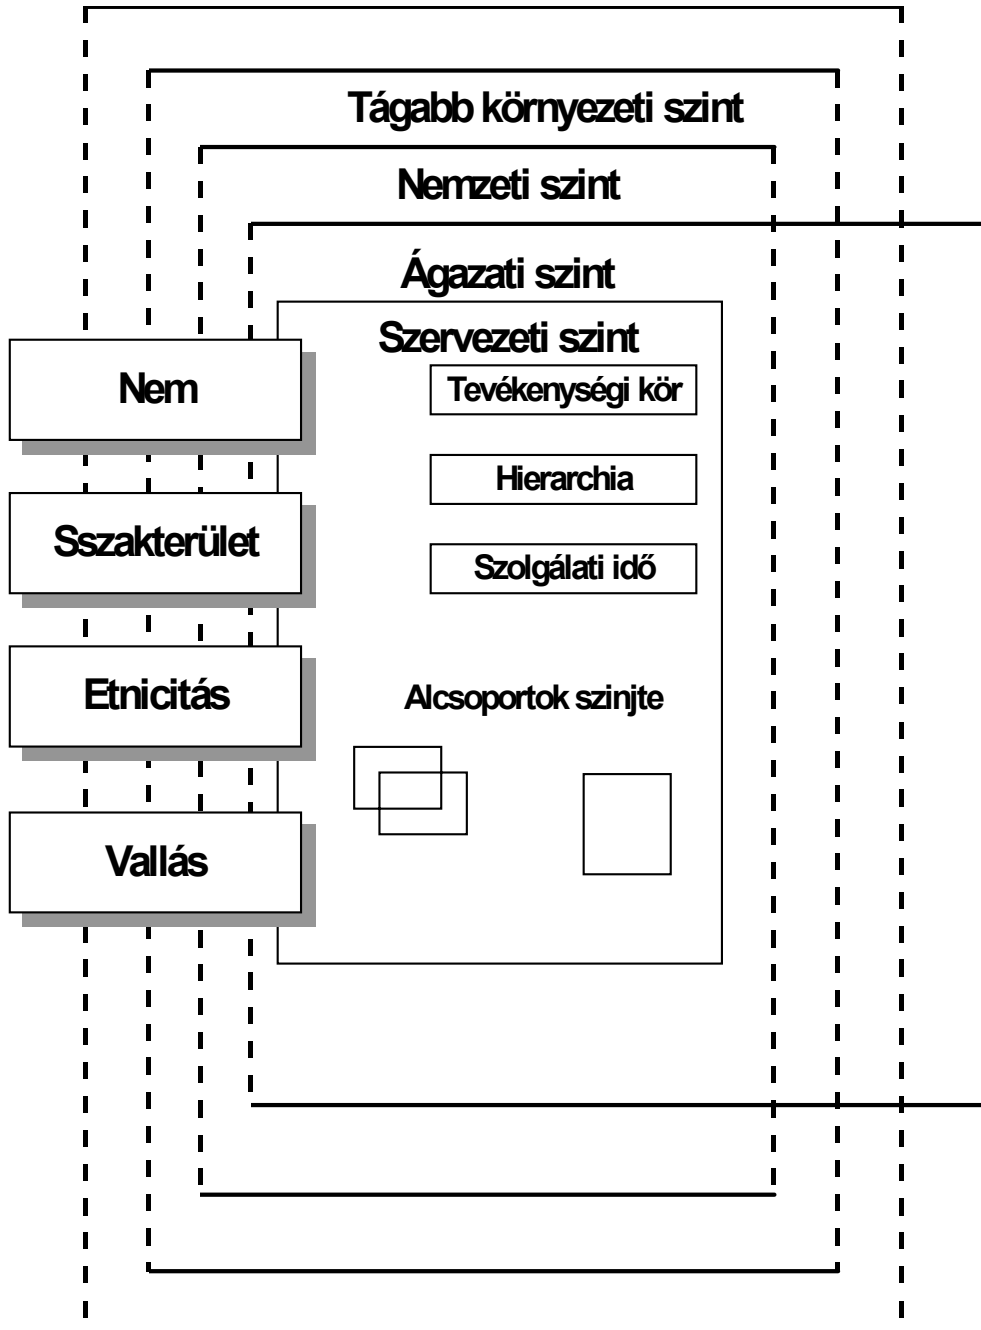 Tágabb környezeti szint
Nemzeti szint
Ágazati szint
Szervezeti szint
Nem
Tevékenységi kör
Hierarchia
Sszakterület
Szolgálati idő
Etnicitás
Alcsoportok szinjte
Vallás